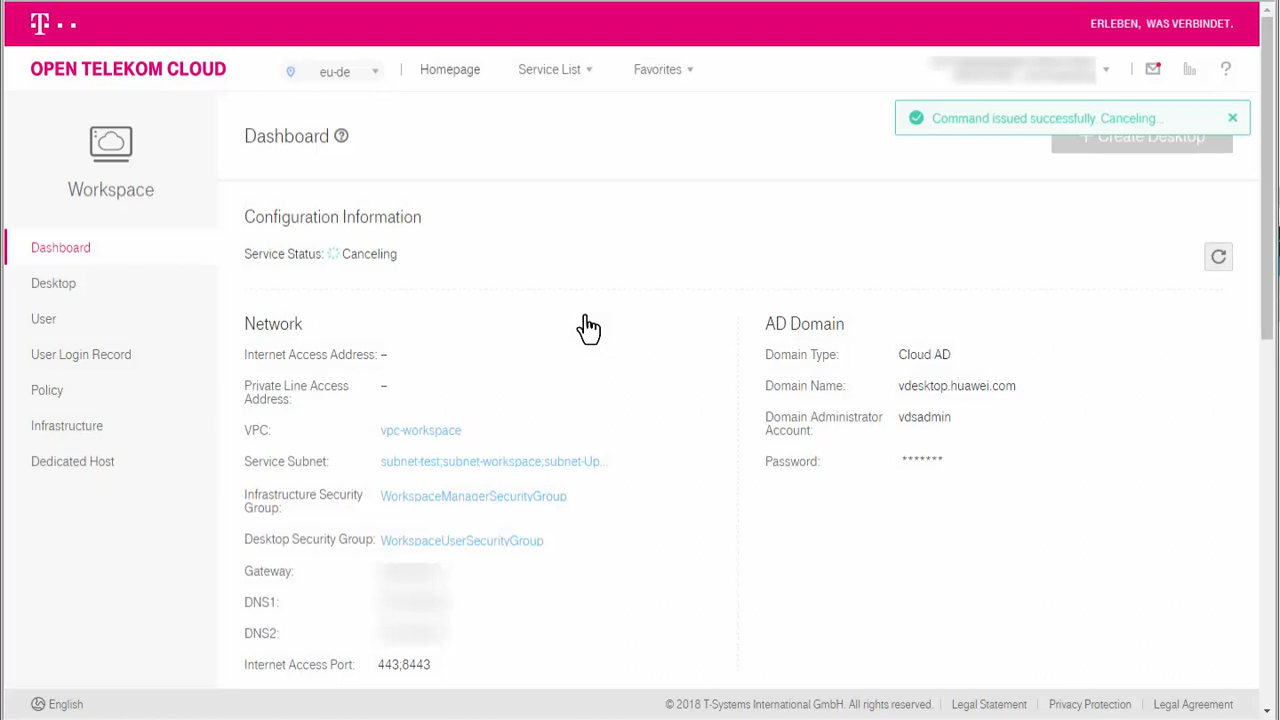 T
ERLEBEN, WAS VERBINDET.
OPEN TELEKOM CLOUD
eu-de
Homepage
Service List
Favorites
?
Command issued successfully. Canceling...
Workspace
Dashboard ?
+ Create Desktop
Configuration Information
Service Status: Canceling
Dashboard
Desktop
User
User Login Record
Policy
Infrastructure
Dedicated Host
Network
Internet Access Address: –
Private Line Access
Address: –
VPC: vpc-workspace
Service Subnet: subnet-test;subnet-workspace;subnet-Up...
Infrastructure Security
Group: WorkspaceManagerSecurityGroup
Desktop Security Group: WorkspaceUserSecurityGroup
Gateway:
DNS1:
DNS2:
Internet Access Port: 443;8443
AD Domain
Domain Type: Cloud AD
Domain Name: vdesktop.huawei.com
Domain Administrator
Account: vdsadmin
Password: *******
English
© 2018 T-Systems International GmbH. All rights reserved. | Legal Statement | Privacy Protection | Legal Agreement